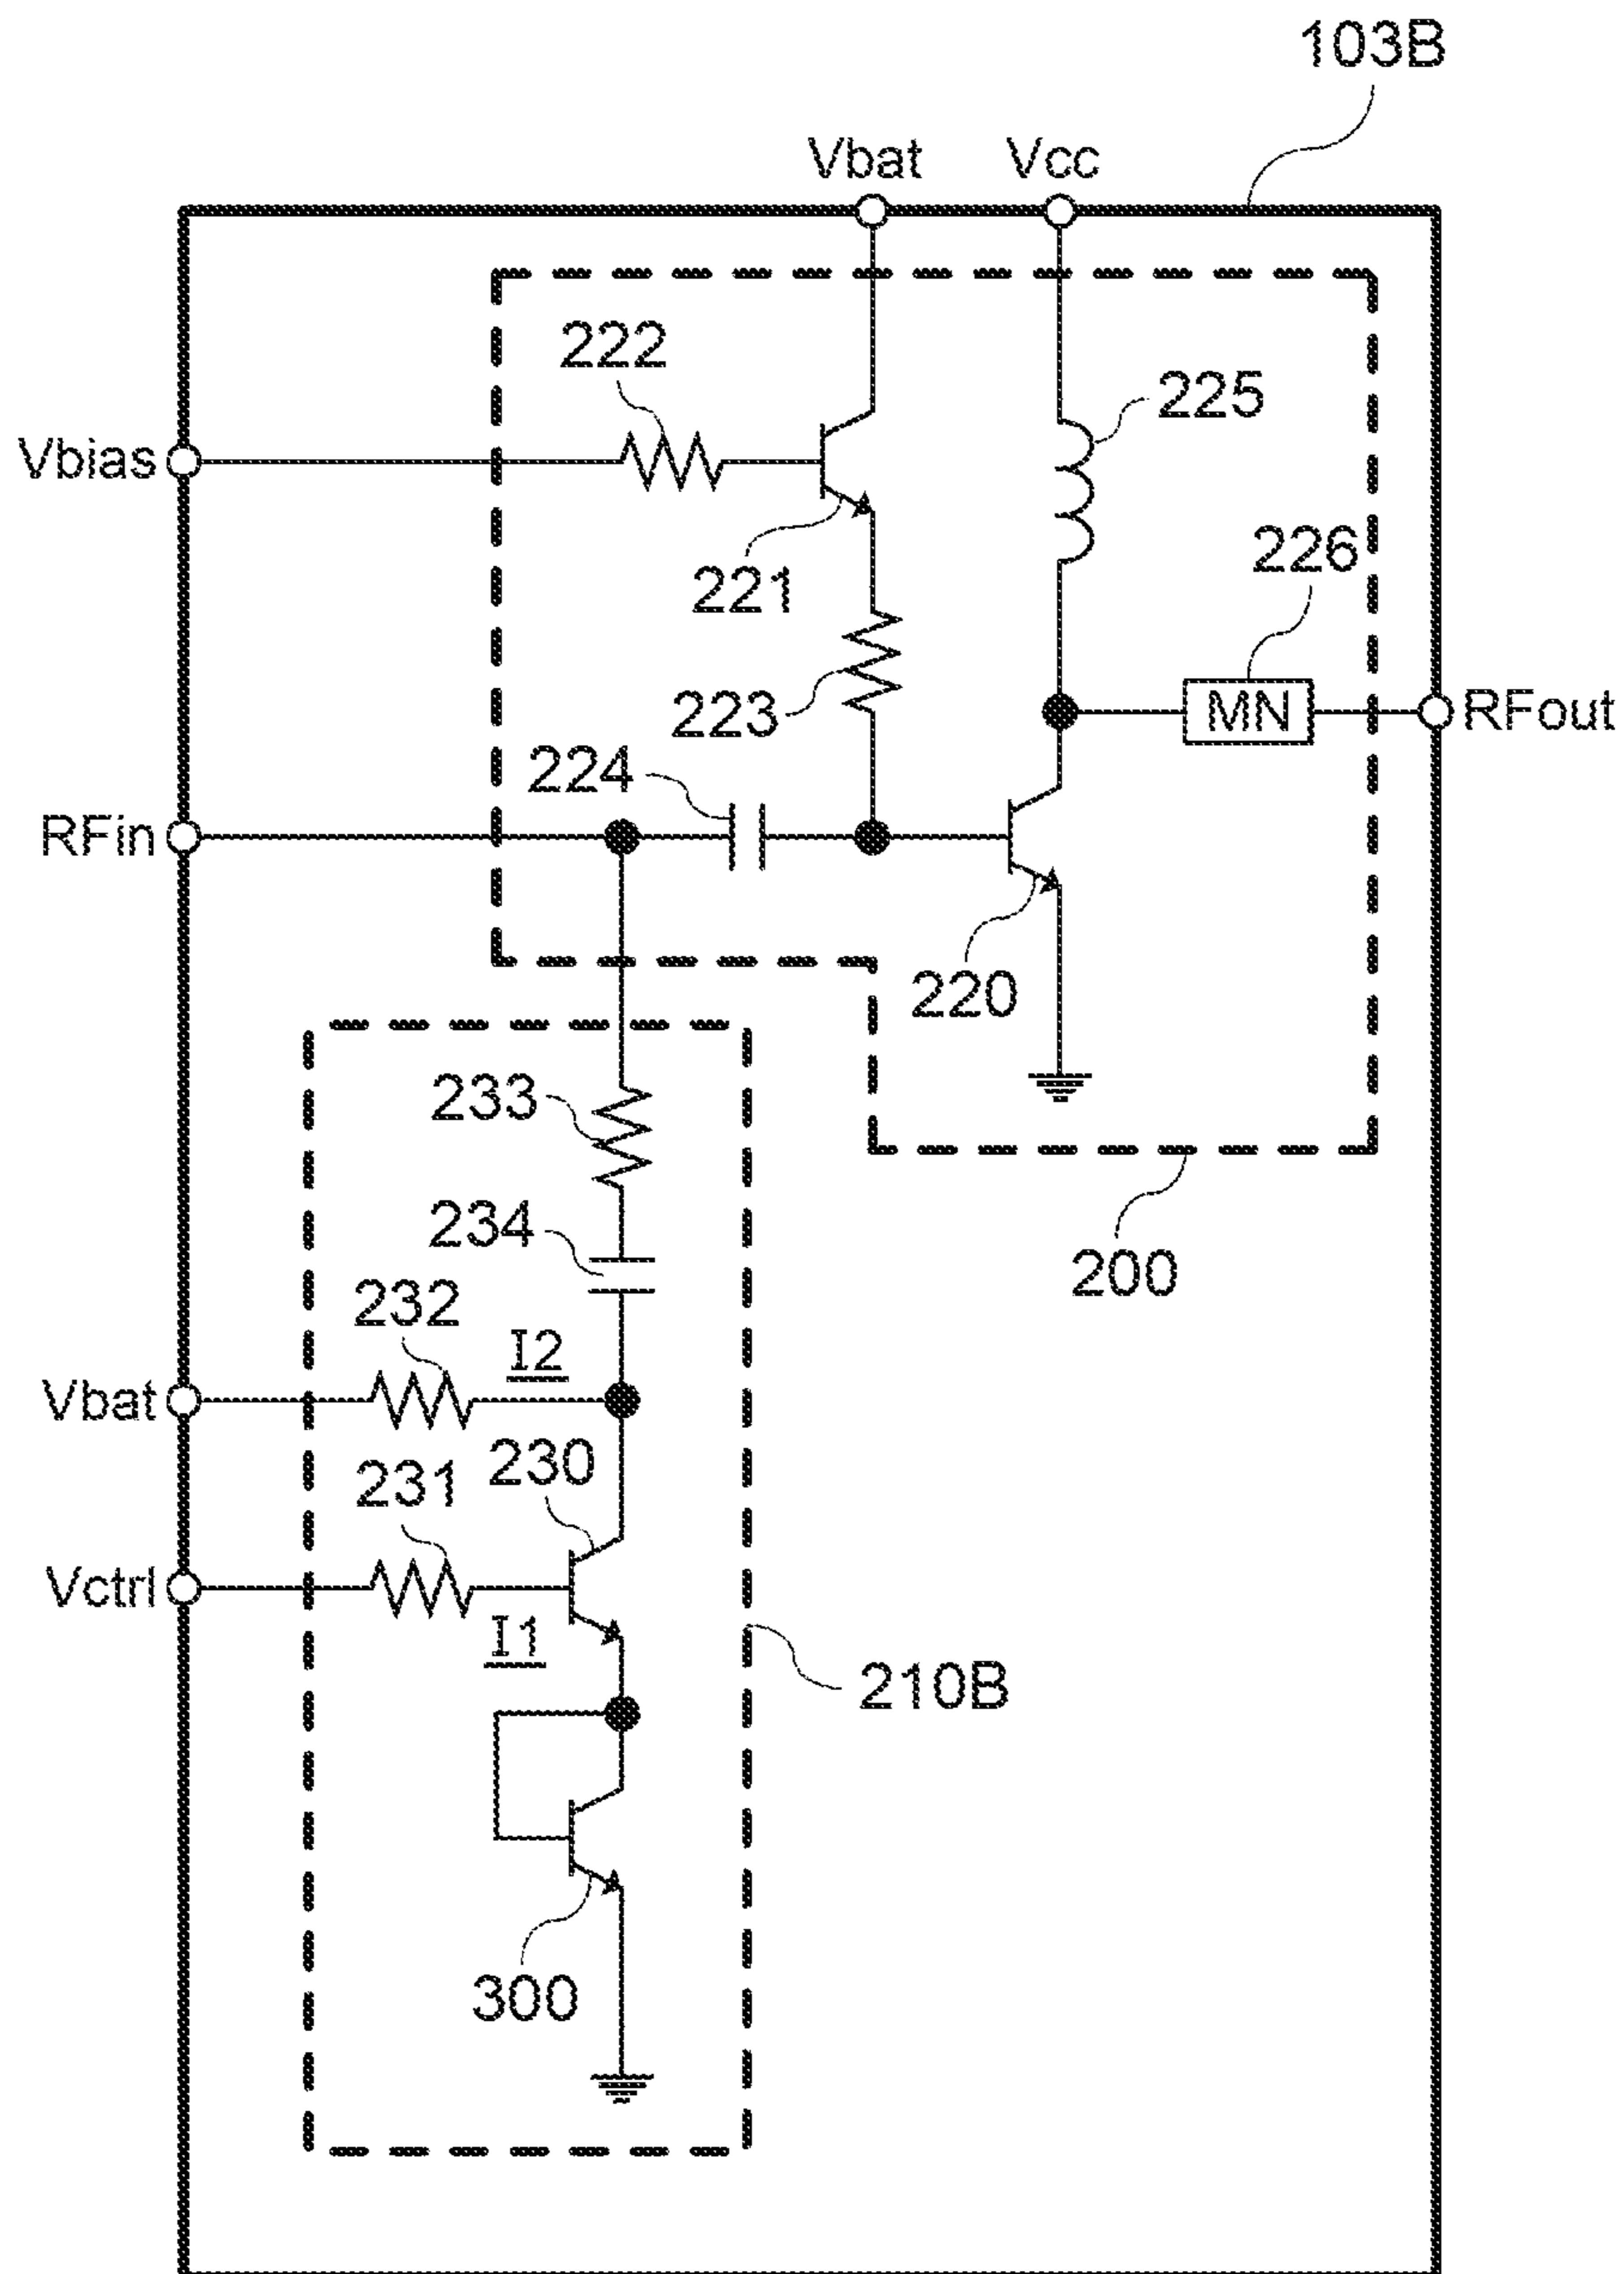 103B
Vbat
Vcc
222
225
Vbias
221
226
223
MN
RFout
224
RFin
220
233
234
200
232
I2
Vbat
230
231
Vctrl
I1
210B
300